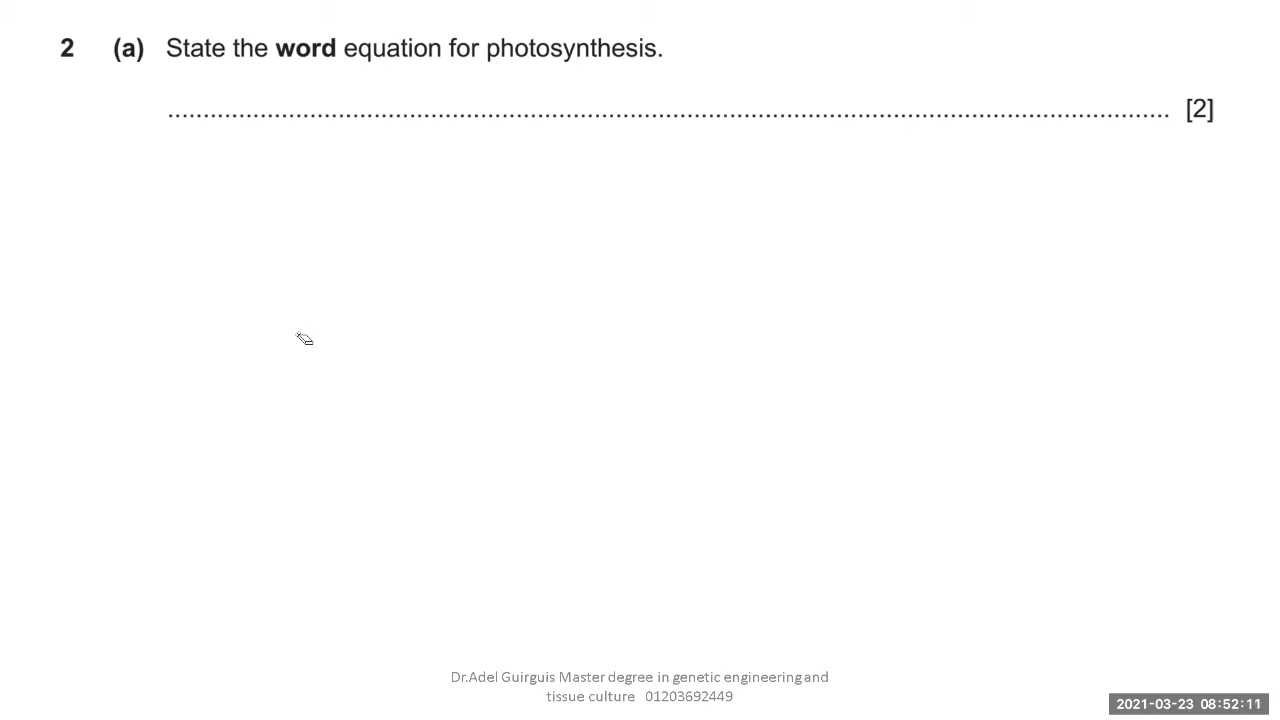 2 (a) State the word equation for photosynthesis.
.............................................................................................................................................. [2]
Dr.Adel Guirguis Master degree in genetic engineering and
tissue culture 01203692449
2021-03-23 08:52:11